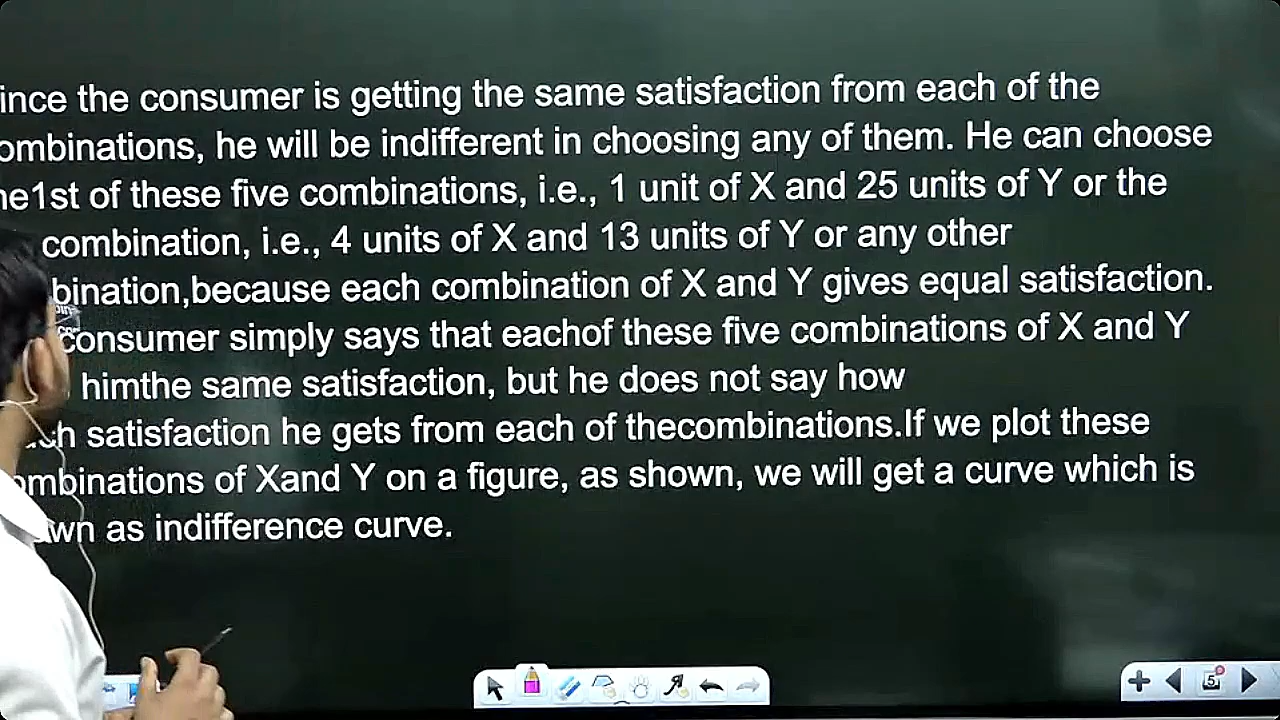 ince the consumer is getting the same satisfaction from each of the
ombinations, he will be indifferent in choosing any of them. He can choose
he1st of these five combinations, i.e., 1 unit of X and 25 units of Y or the
combination, i.e., 4 units of X and 13 units of Y or any other
bination,because each combination of X and Y gives equal satisfaction.
consumer simply says that eachof these five combinations of X and Y
himthe same satisfaction, but he does not say how
ch satisfaction he gets from each of thecombinations.If we plot these
ombinations of Xand Y on a figure, as shown, we will get a curve which is
wn as indifference curve.
5